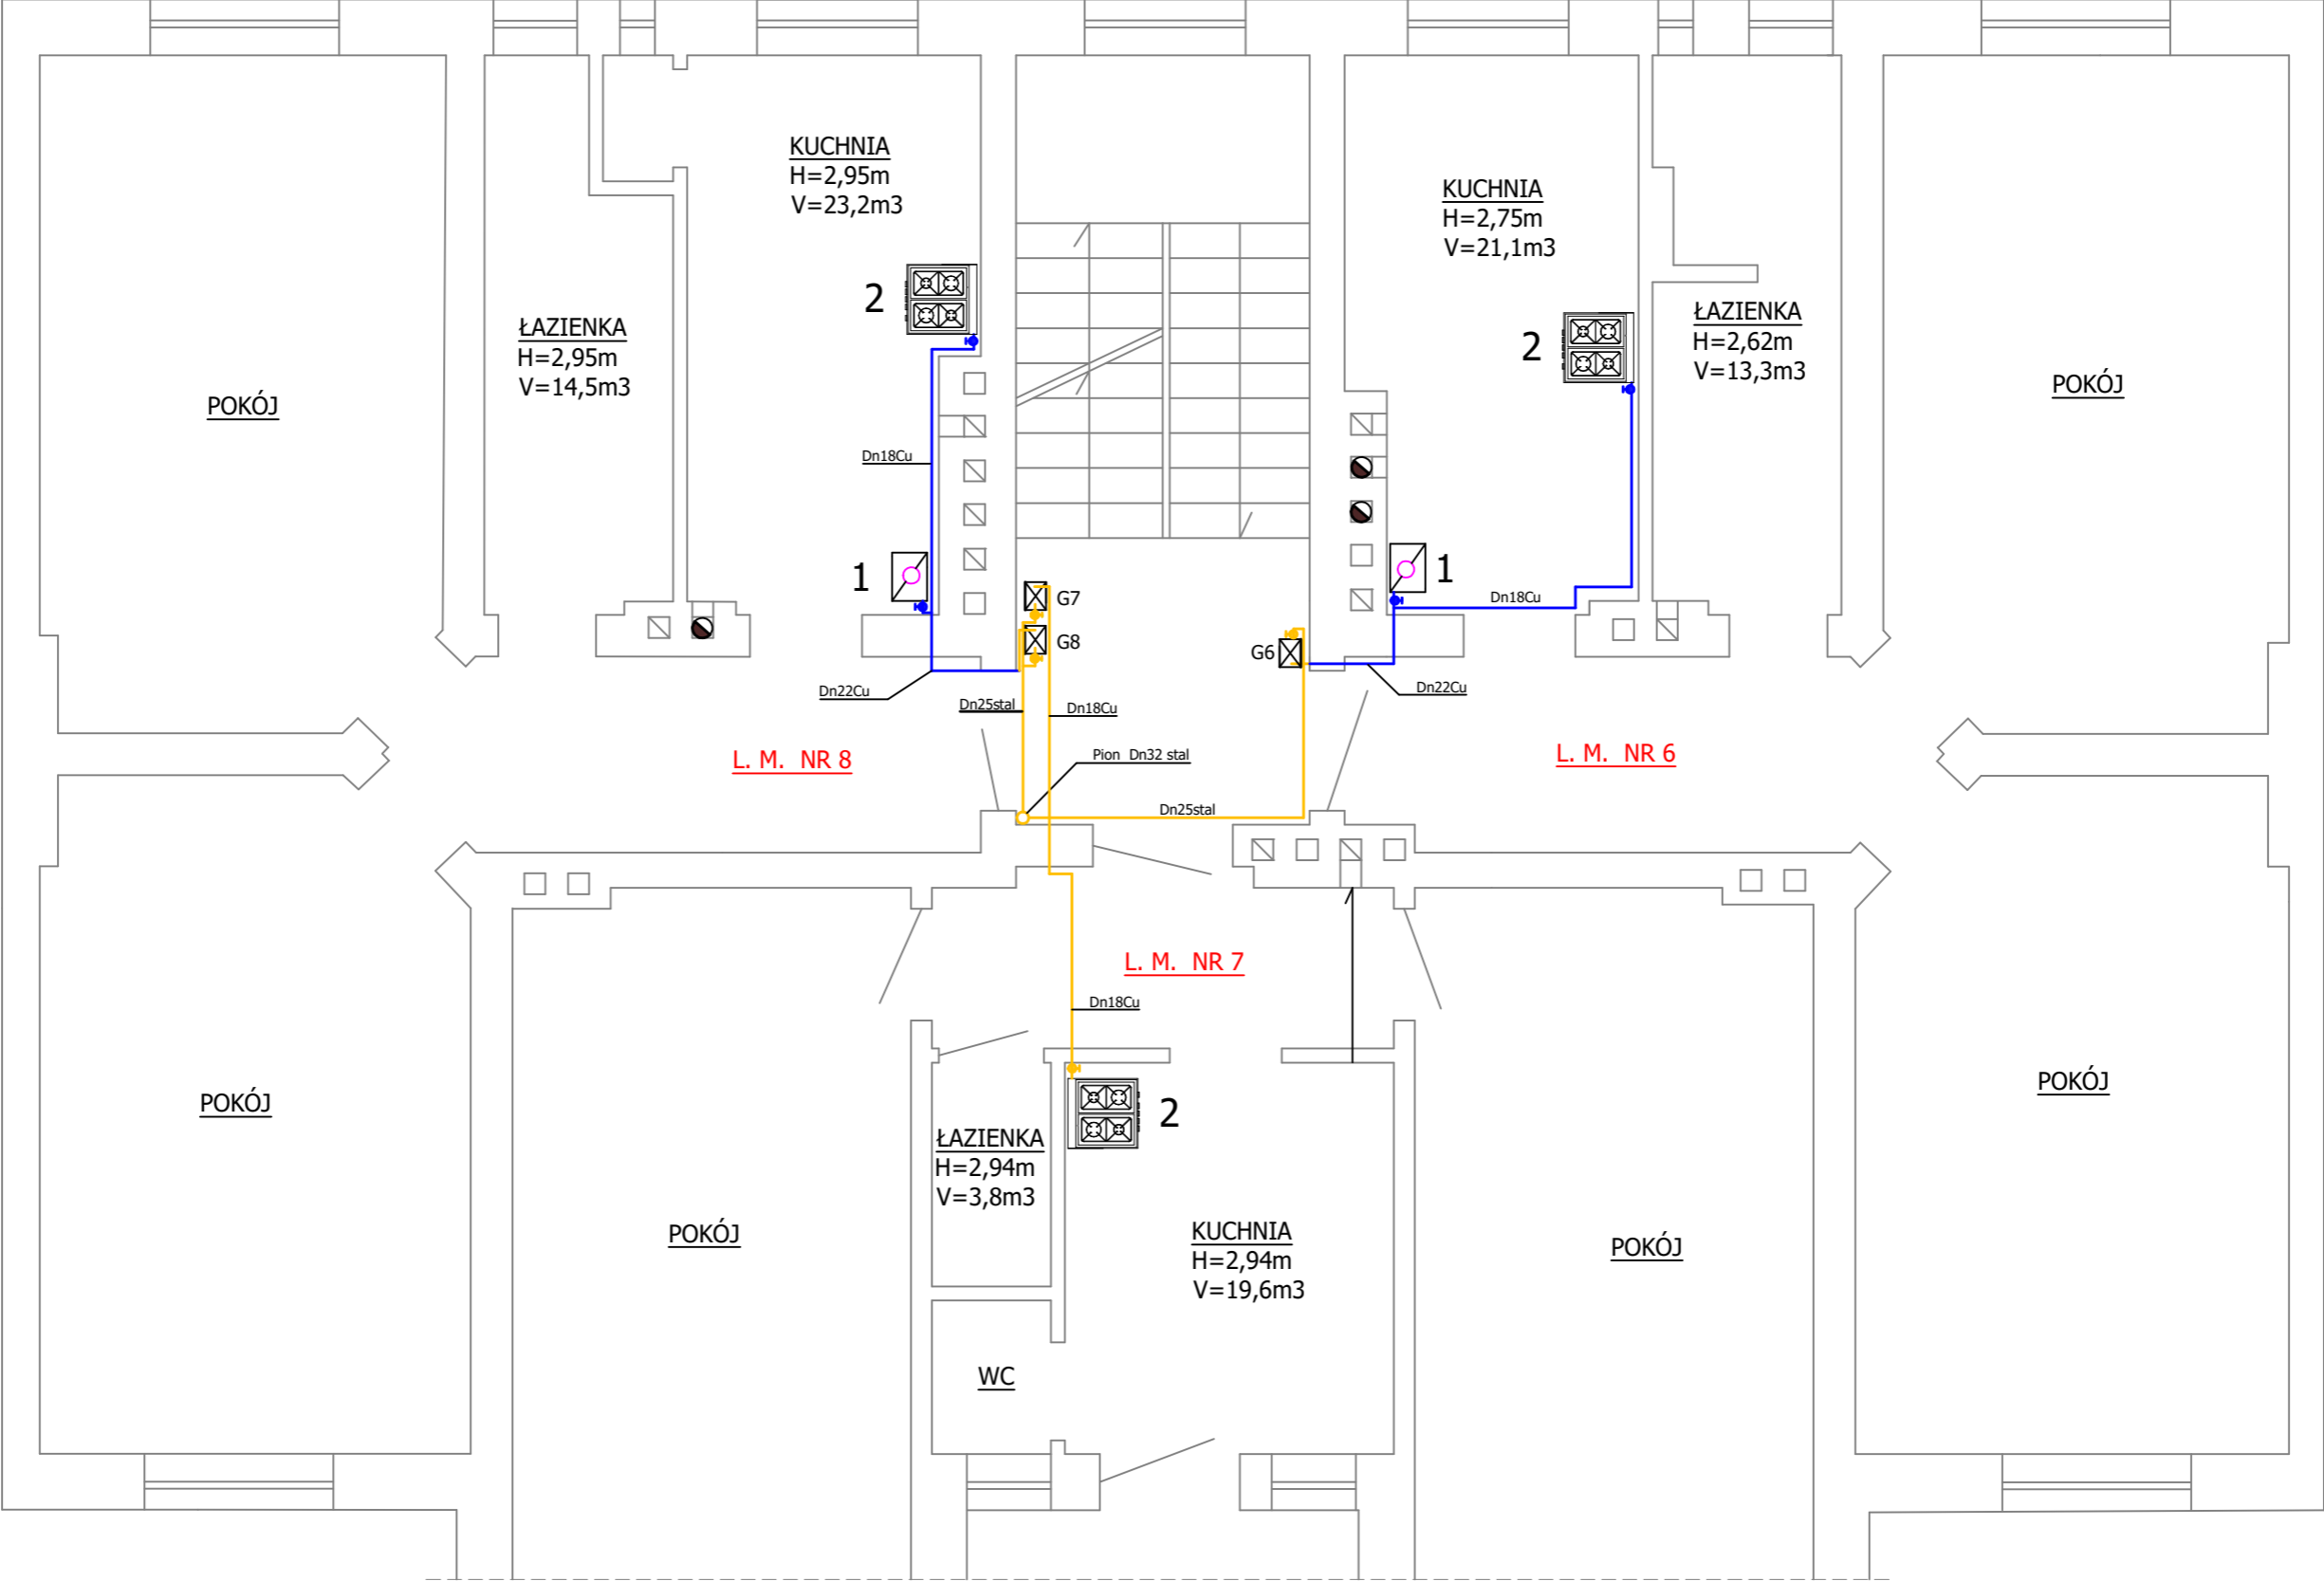 KUCHNIA
H=2,95m
V=23,2m3
KUCHNIA
H=2,75m
V=21,1m3
2
2
ŁAZIENKA
H=2,95m
V=14,5m3
ŁAZIENKA
H=2,62m
V=13,3m3
POKÓJ
POKÓJ
Dn18Cu
1
1
G7
Dn18Cu
G8
G6
Dn22Cu
Dn22Cu
Dn25stal
Dn18Cu
L. M. NR 8
Pion Dn32 stal
L. M. NR 6
Dn25stal
L. M. NR 7
Dn18Cu
POKÓJ
POKÓJ
2
ŁAZIENKA
H=2,94m
V=3,8m3
POKÓJ
KUCHNIA
H=2,94m
V=19,6m3
POKÓJ
WC